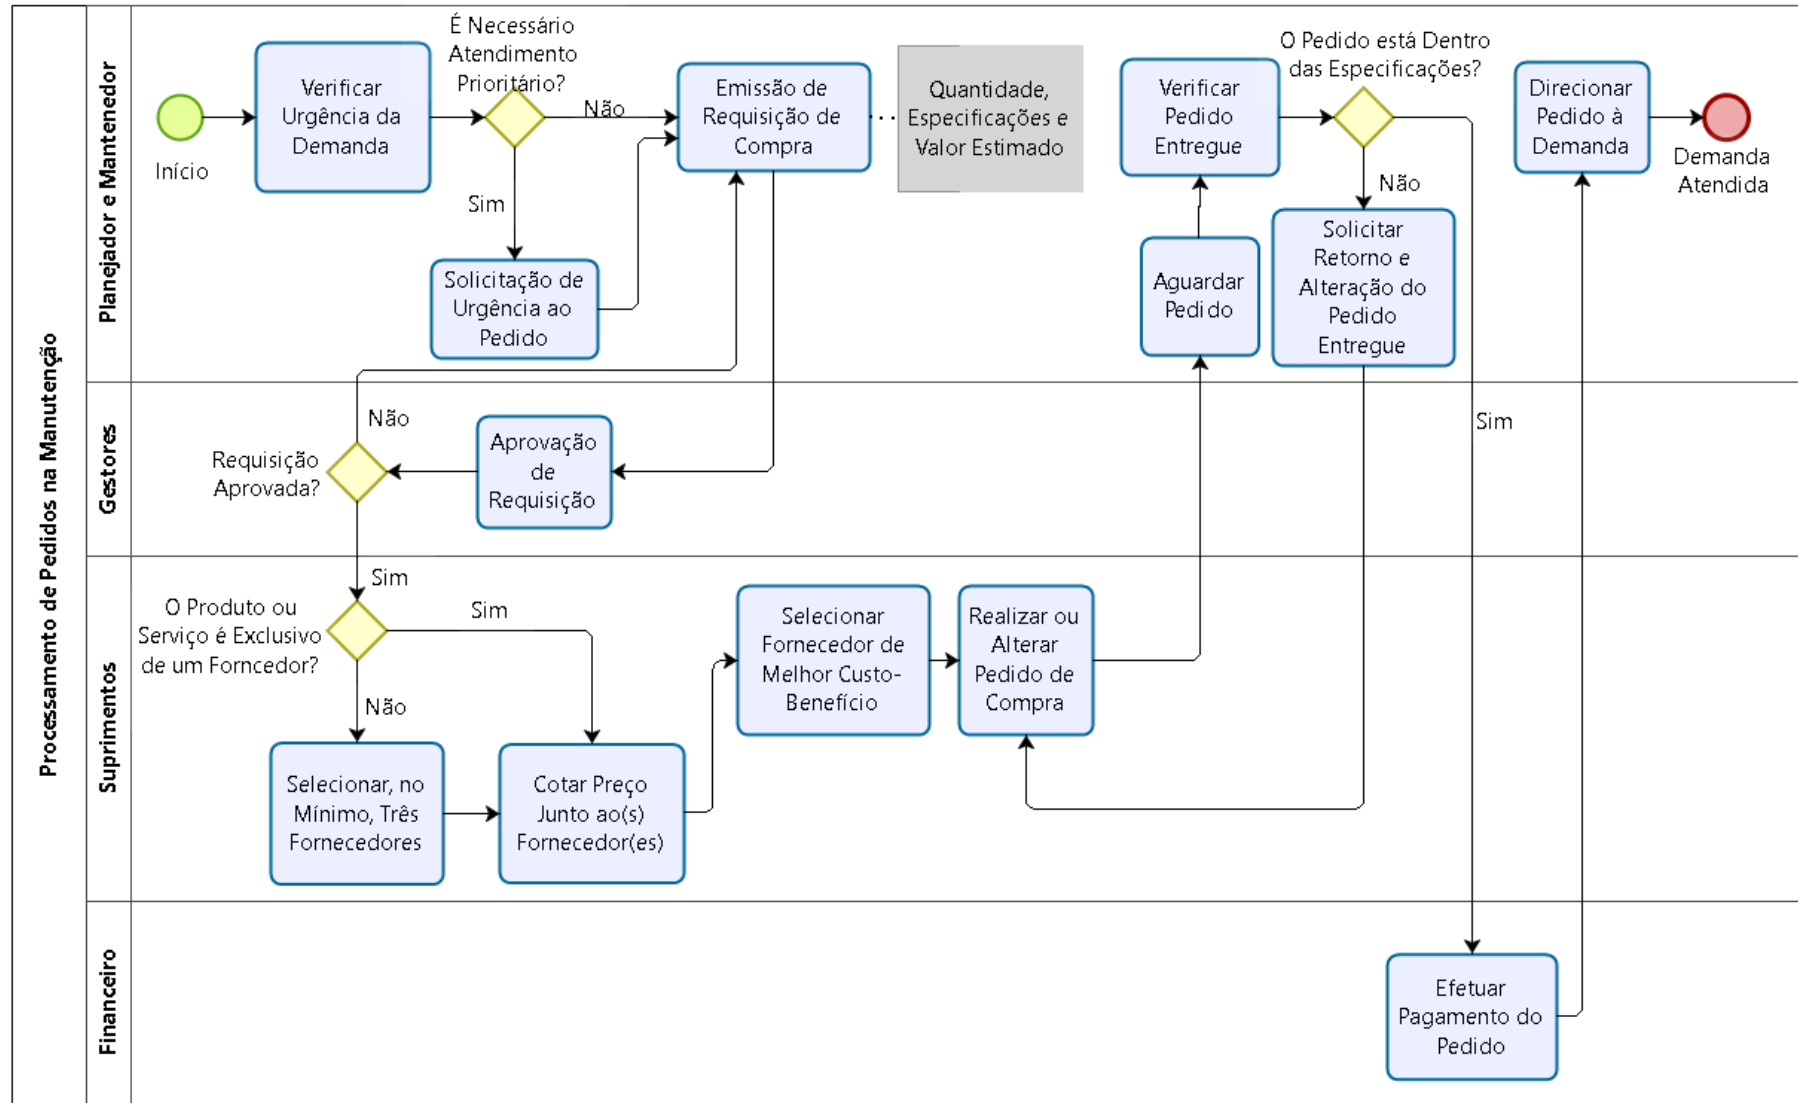 Processamento de Pedidos na Manutenção
Planejador e Mantenedor
Início
Verificar
Urgência da
Demanda
É Necessário
Atendimento
Prioritário?
Não
Sim
Solicitação de
Urgência ao
Pedido
Emissão de
Requisição de
Compra
Quantidade,
Especificações e
Valor Estimado
Verificar
Pedido
Entregue
Aguardar
Pedido
O Pedido está Dentro
das Especificações?
Não
Solicitar
Retorno e
Alteração do
Pedido
Entregue
Sim
Direcionar
Pedido à
Demanda
Demanda
Atendida
Gestores
Não
Requisição
Aprovada?
Aprovação
de
Requisição
Sim
Suprimentos
O Produto ou
Serviço é Exclusivo
de um Forncedor?
Sim
Não
Selecionar, no
Mínimo, Três
Fornecedores
Cotar Preço
Junto ao(s)
Fornecedor(es)
Selecionar
Fornecedor de
Melhor Custo-
Benefício
Realizar ou
Alterar
Pedido de
Compra
Financeiro
Efetuar
Pagamento do
Pedido